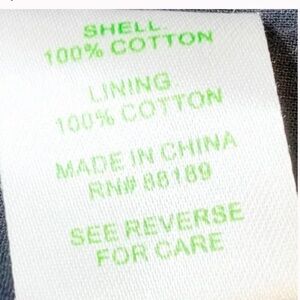 SHELL.
100% COTTON
LINING.
100% COTTON
MADE IN CHINA
RN# 88189
SEE REVERSE
FOR CARE